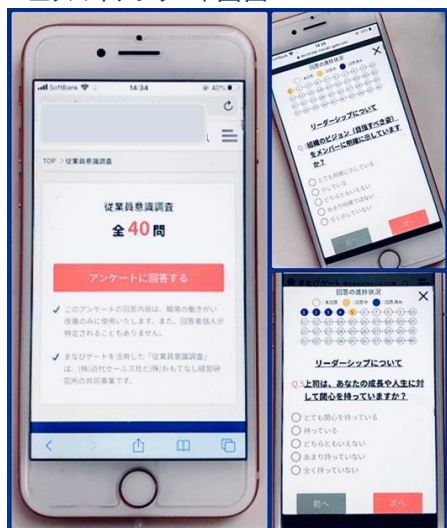 SoftBank 14:34 40%
TOP > 従業員意識調査
従業員意識調査
全40問
アンケートに回答する
✓ このアンケートの回答内容は、職場の働きがい
改善のみに使用いたします。また、回答者個人が
特定されることもありません。
✓ まなびゲートを活用した「従業員意識調査」
は、(株)近代セールス社と(株)おもてなし経営研
究所の共同事業です。
回答の進捗状況
リーダーシップについて
組織のビジョン(目指すべき姿)
をメンバーに明確に示しています
か?
とても明確に示している
示している
どちらともいえない
あまり明確ではない
全く示していない
前へ 次へ
回答の進捗状況
:未回答 :回答中 :回答済み
リーダーシップについて
Q.5上司は、あなたの成長や人生に対
して関心を持っていますか?
とても関心を持っている
持っている
どちらともいえない
あまり持っていない
全く持っていない
前へ 次へ